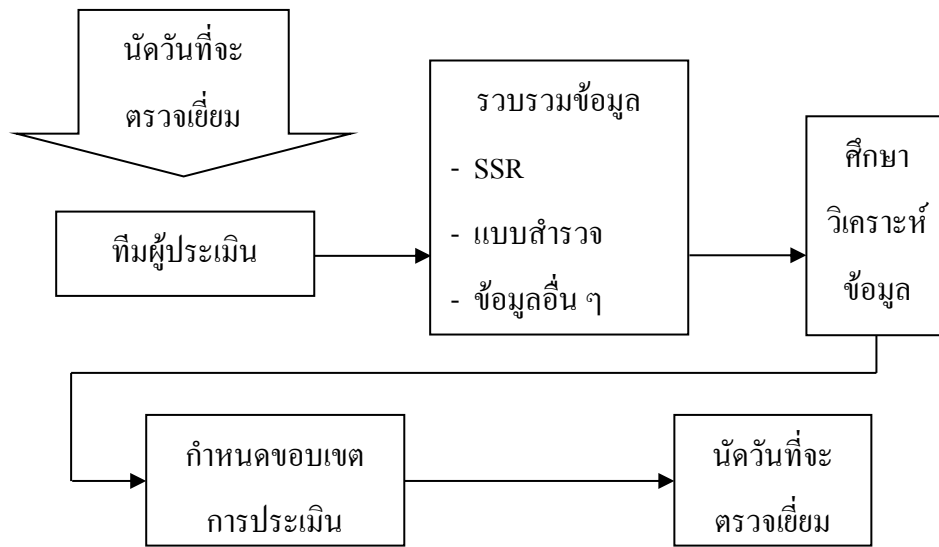 นัดวันที่จะ
ตรวจเยี่ยม
ทีมผู้ประเมิน
รวบรวมข้อมูล
- SSR
- แบบสำรวจ
- ข้อมูลอื่น ๆ
ศึกษา
วิเคราะห์
ข้อมูล
กำหนดขอบเขต
การประเมิน
นัดวันที่จะ
ตรวจเยี่ยม